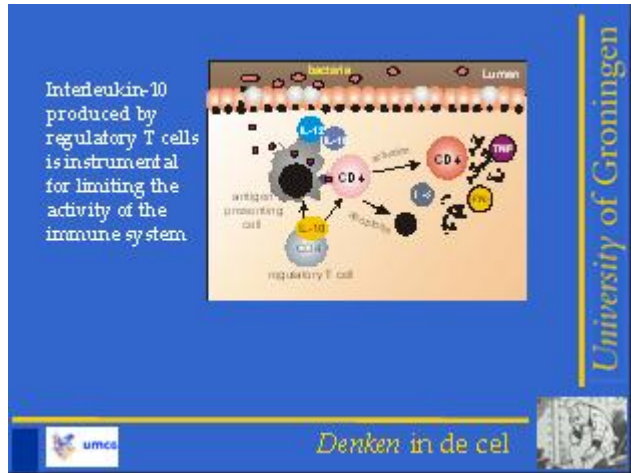 Interleukin-10
produced by
regulatory T cells
is instrumental
for limiting the
activity of the
immune system
bacteria
Lumen
IL-12
CD4
CD4
TNF
antigen
presenting
cell
IL-10
CD4
regulatory T cell
University of Groningen
umcg
Denken in de cel